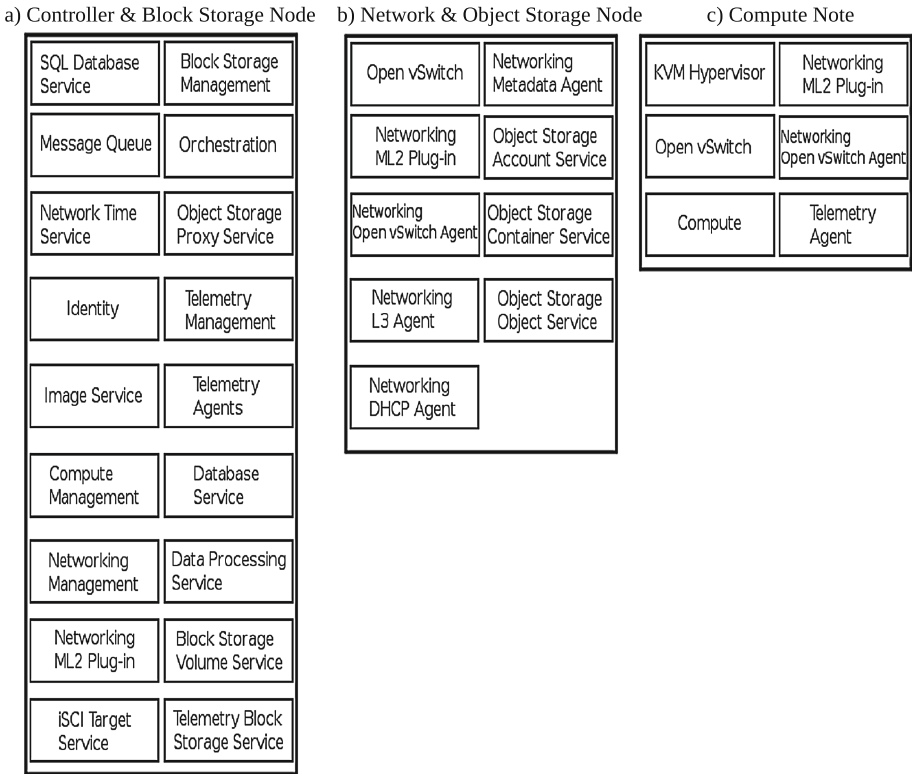 a) Controller & Block Storage Node
SQL Database
Service
Block Storage
Management
Message Queue
Orchestration
Network Time
Service
Object Storage
Proxy Service
Identity
Telemetry
Management
Image Service
Telemetry
Agents
Compute
Management
Database
Service
Networking
Management
Data Processing
Service
Networking
ML2 Plug-in
Block Storage
Volume Service
iSCI Target
Service
Telemetry Block
Storage Service
b) Network & Object Storage Node
Open vSwitch
Networking
Metadata Agent
Networking
ML2 Plug-in
Object Storage
Account Service
Networking
Open vSwitch Agent
Object Storage
Container Service
Networking
L3 Agent
Object Storage
Object Service
Networking
DHCP Agent
c) Compute Note
KVM Hypervisor
Networking
ML2 Plug-in
Open vSwitch
Networking
Open vSwitch Agent
Compute
Telemetry
Agent